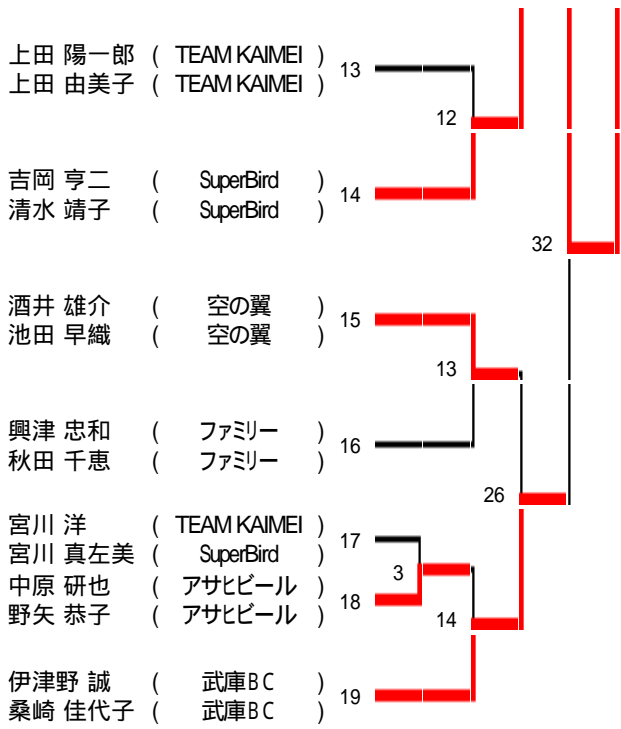 上田 陽一郎 ( TEAM KAIMEI ) 13
上田 由美子 ( TEAM KAIMEI )
12
吉岡 亨二 ( SuperBird ) 14
清水 靖子 ( SuperBird )
32
酒井 雄介 ( 空の翼 ) 15
池田 早織 ( 空の翼 )
13
興津 忠和 ( ファミリー ) 16
秋田 千恵 ( ファミリー )
26
宮川 洋 ( TEAM KAIMEI ) 17
宮川 真左美 ( SuperBird )
3
中原 研也 ( アサヒビール ) 18
野矢 恭子 ( アサヒビール )
14
伊津野 誠 ( 武庫BC ) 19
桑崎 佳代子 ( 武庫BC )